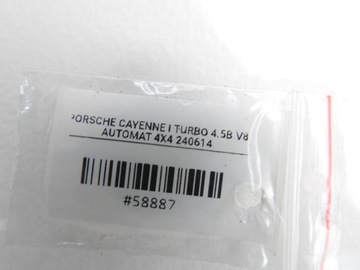 PORSCHE CAYENNE I TURBO 4.5B V8
AUTOMAT 4X4 240614
#58887